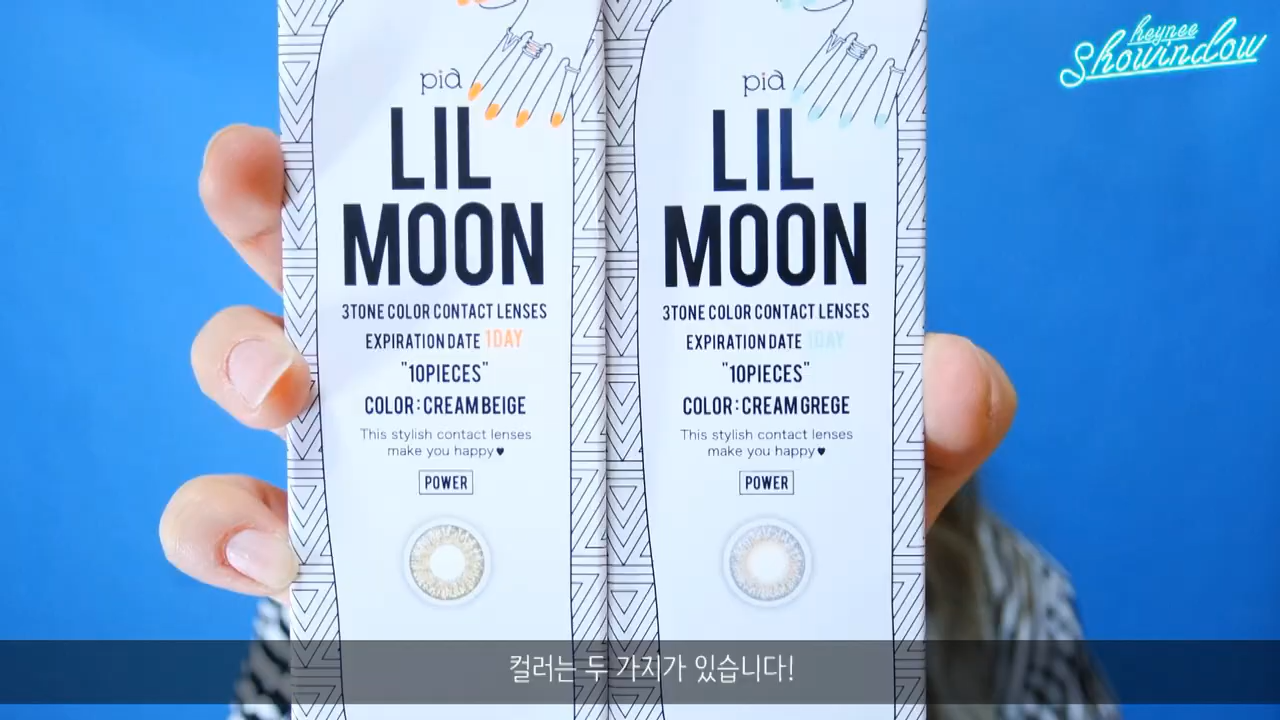 heynee
Showindow
pia
LIL
MOON
3TONE COLOR CONTACT LENSES
EXPIRATION DATE 1DAY
"10PIECES"
COLOR : CREAM BEIGE
This stylish contact lenses
make you happy♥
POWER
pia
LIL
MOON
3TONE COLOR CONTACT LENSES
EXPIRATION DATE 1DAY
"10PIECES"
COLOR : CREAM GREGE
This stylish contact lenses
make you happy♥
POWER
컬러는 두 가지가 있습니다!